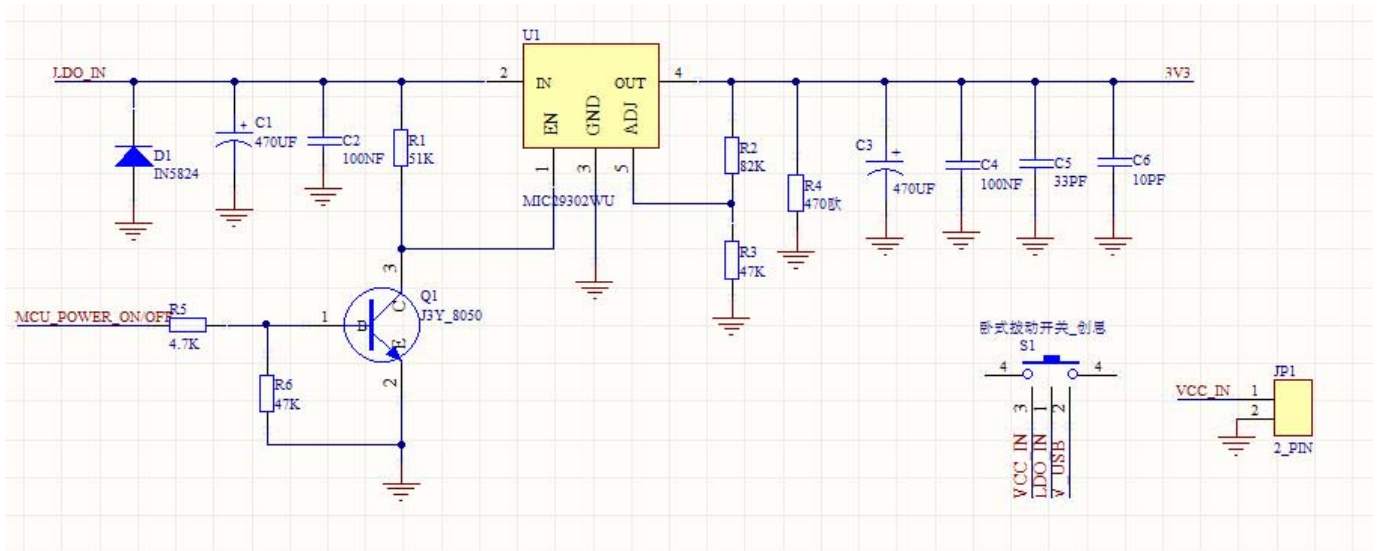 U1
LDO_IN
2
IN
OUT
4
3V3
EN
GND
ADJ
1
3
5
MIC29302WU
D1
IN5824
+
C1
470UF
C2
100NF
R1
51K
R2
82K
R3
47K
R4
470欧
C3
+
470UF
C4
100NF
C5
33PF
C6
10PF
3
Q1
J3Y_8050
C
B
E
1
2
MCU_POWER_ON/OFF
R5
4.7K
R6
47K
卧式拨动开关_创思
S1
4
4
3
1
2
VCC_IN
LDO_IN
V_USB
JP1
VCC_IN
1
2
2_PIN